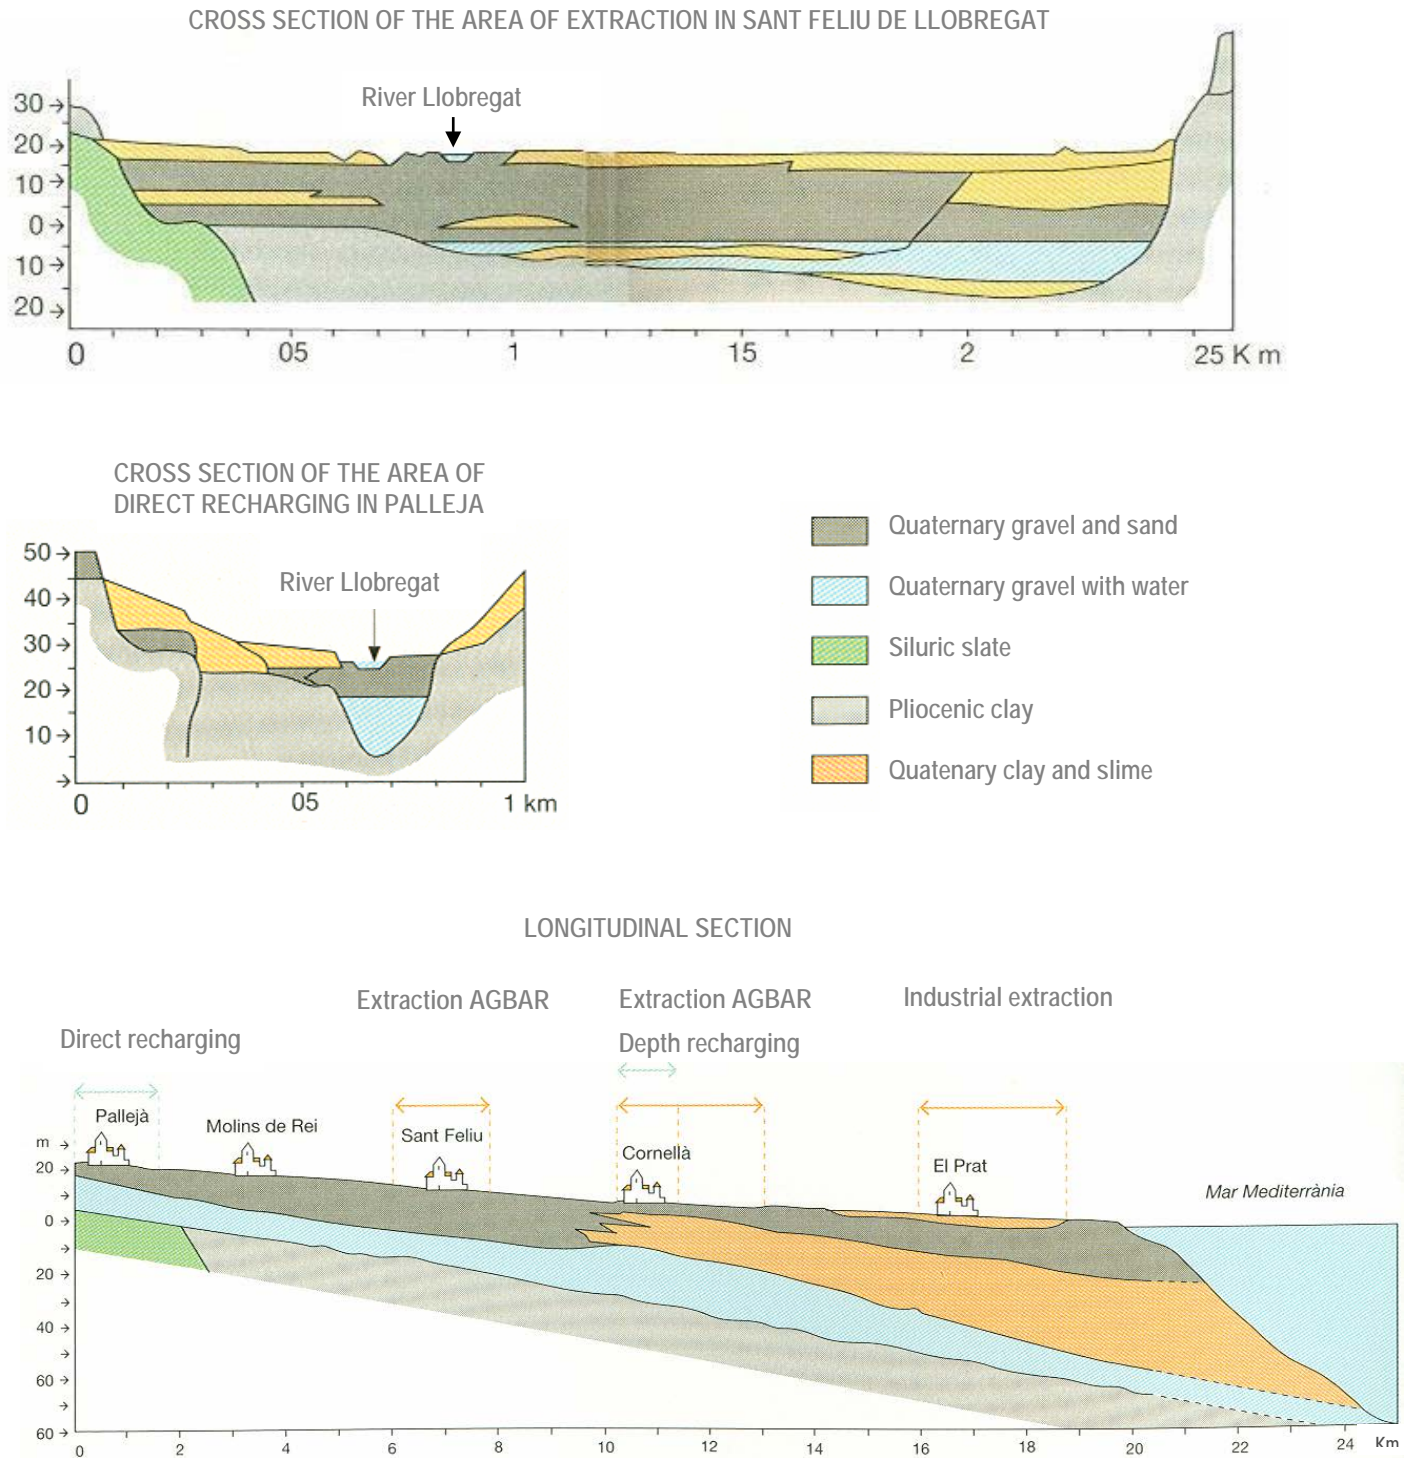 CROSS SECTION OF THE AREA OF EXTRACTION IN SANT FELIU DE LLOBREGAT
River Llobregat
30
20
10
0
10
20
0 05 1 15 2 25 K m
CROSS SECTION OF THE AREA OF
DIRECT RECHARGING IN PALLEJA
River Llobregat
50
40
30
20
10
0 05 1 km
Quaternary gravel and sand
Quaternary gravel with water
Siluric slate
Pliocenic clay
Quatenary clay and slime
LONGITUDINAL SECTION
Extraction AGBAR Extraction AGBAR Industrial extraction
Direct recharging Depth recharging
Pallejà
Molins de Rei
Sant Feliu
Cornellà
El Prat
Mar Mediterrània
m
20
0
20
40
60
60
0 2 4 6 8 10 12 14 16 18 20 22 24 Km